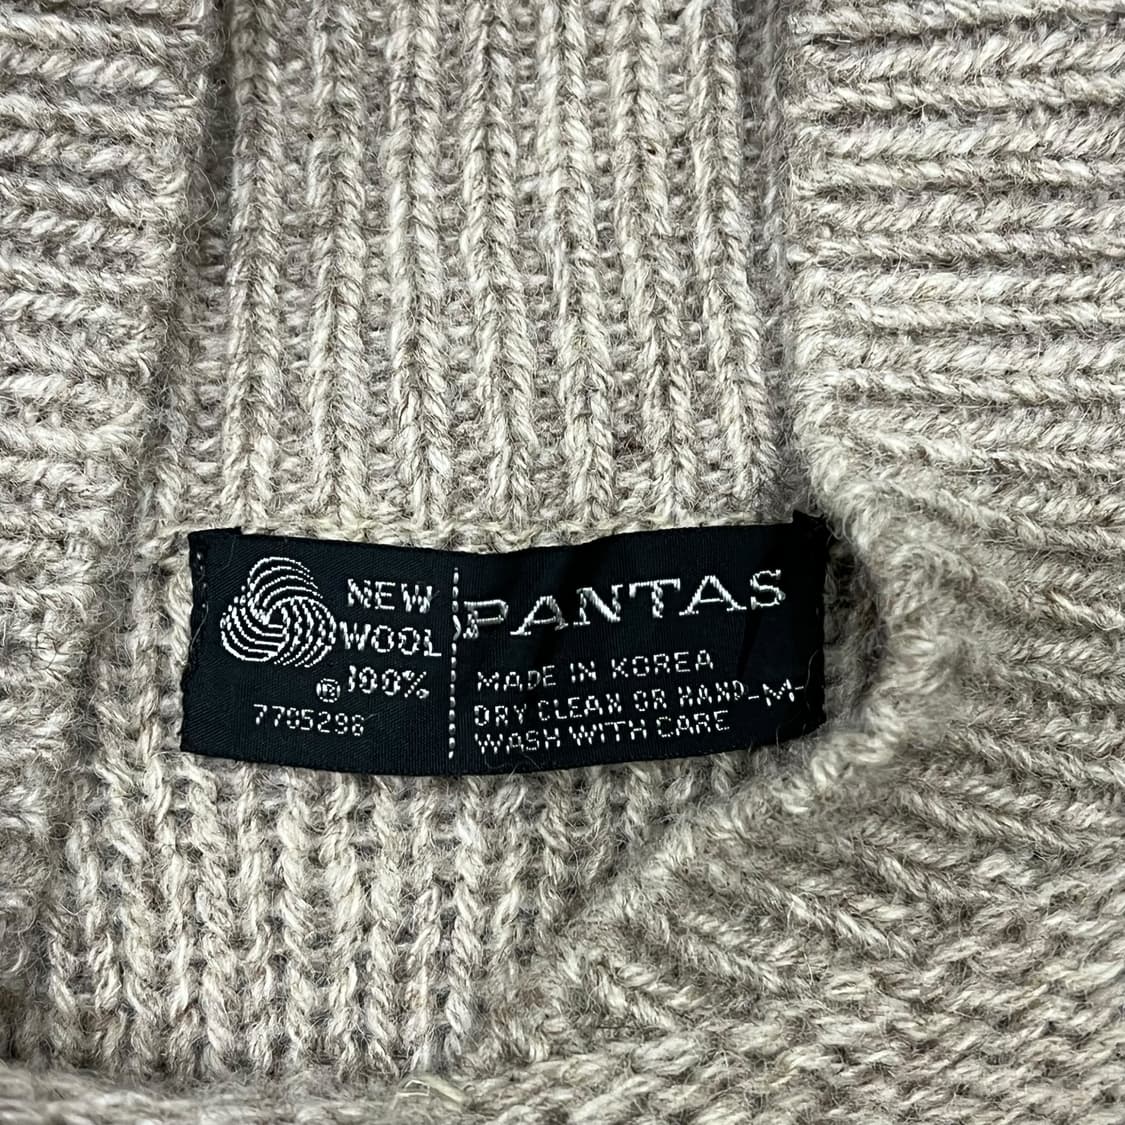 NEW
WOOL
100%
®
7705298
PANTAS
MADE IN KOREA
DRY CLEAN OR HAND -M-
WASH WITH CARE